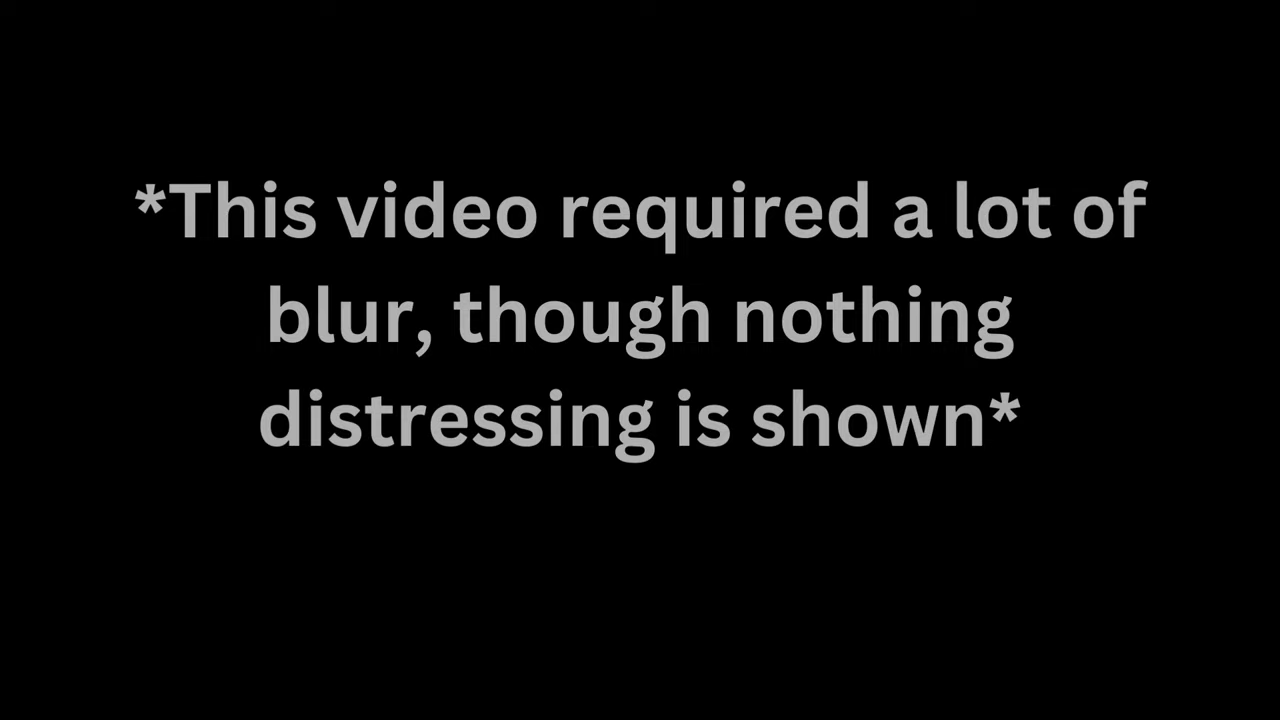 *This video required a lot of
blur, though nothing
distressing is shown*